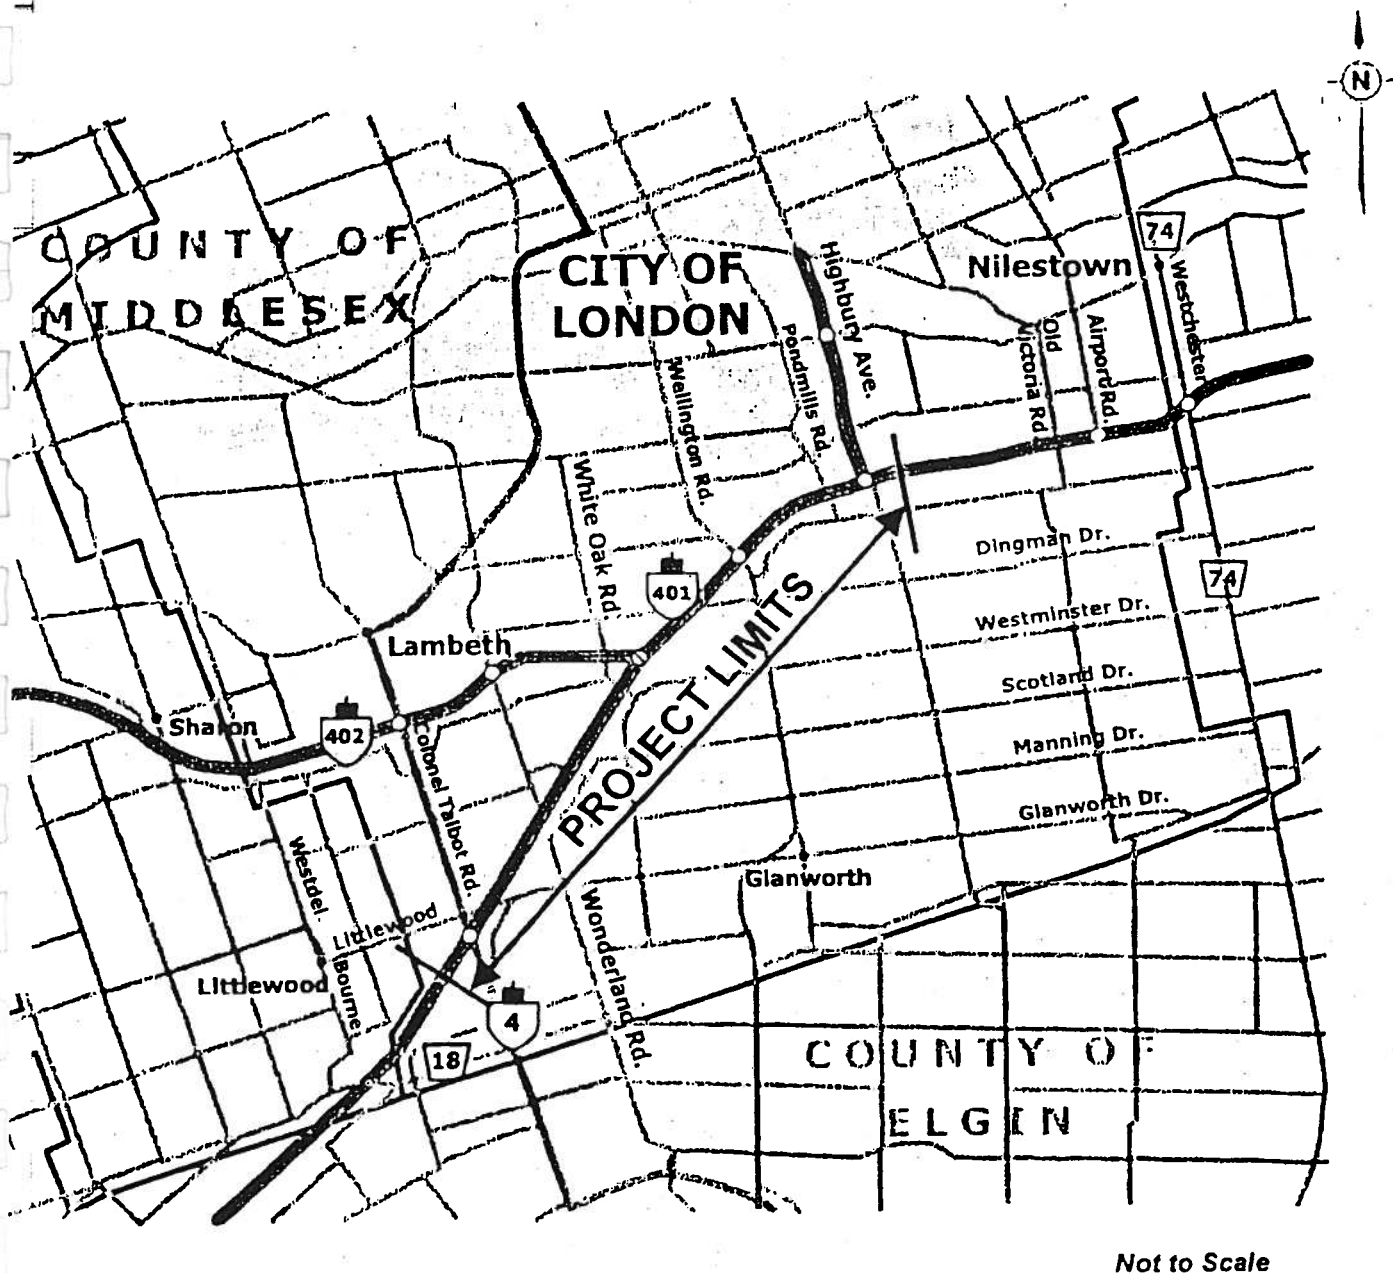 N
COUNTY OF
MIDDLESEX
CITY OF
LONDON
Highbury Ave.
Nilestown
74
Westchester
Pondmills Rd.
Old
Victoria Rd
Airport Rd.
Wellington Rd.
White Oak Rd
401
Dingman Dr.
74
Westminster Dr.
Lambeth
Scotland Dr.
Sharon
402
Manning Dr.
PROJECT LIMITS
Colonel Talbot Rd.
Glanworth Dr.
Westdel
Glanworth
Littlewood
Wonderland Rd.
Littlewood
Bourne
4
18
COUNTY OF
ELGIN
Not to Scale